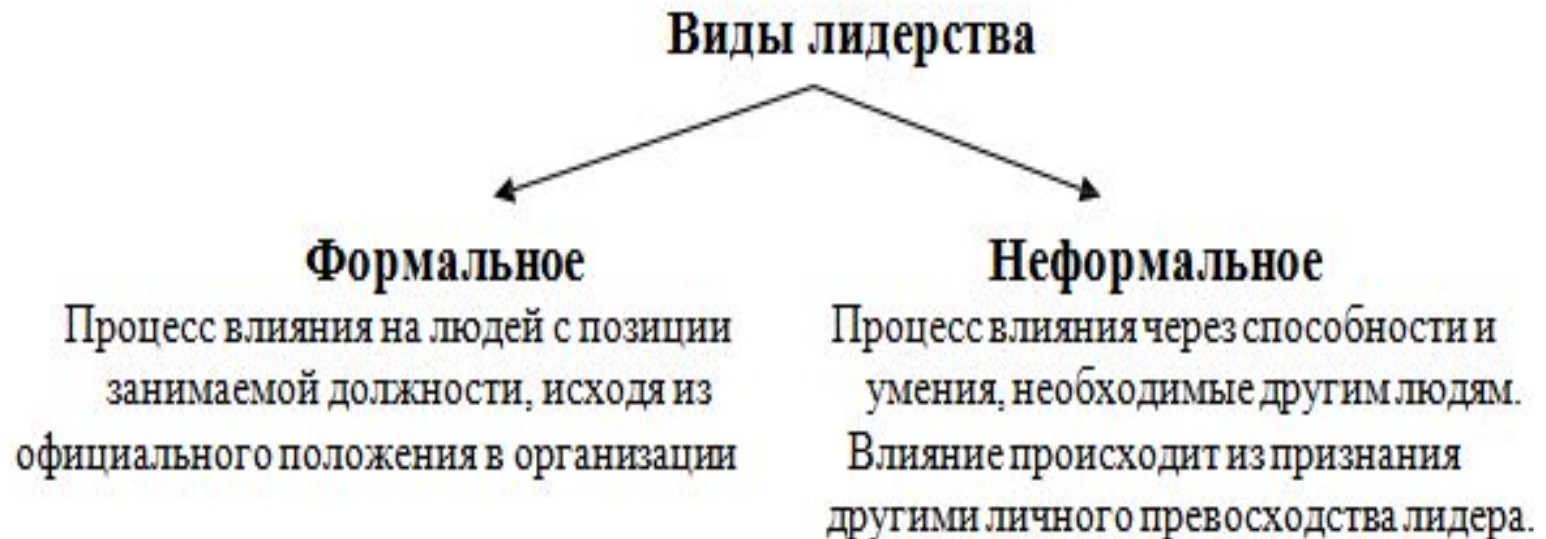 Виды лидерства
Формальное
Процесс влияния на людей с позиции
занимаемой должности, исходя из
официального положения в организации
Неформальное
Процесс влияния через способности и
умения, необходимые другим людям.
Влияние происходит из признания
другими личного превосходства лидера.